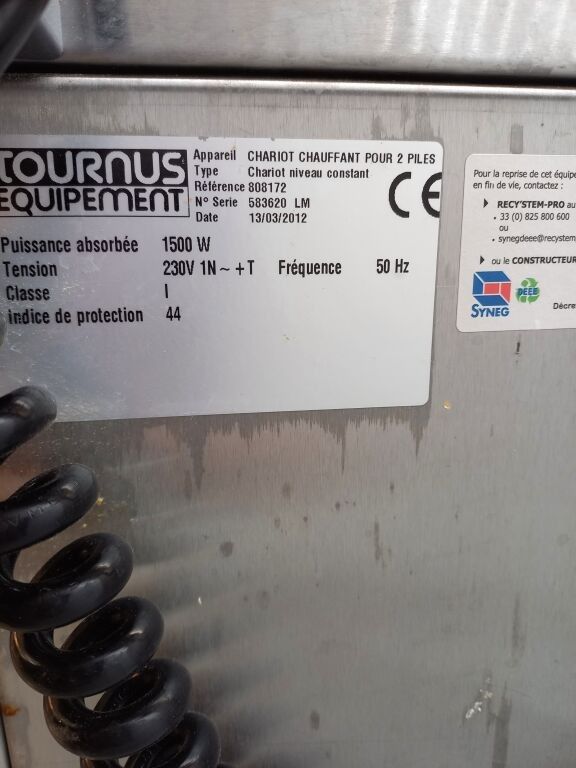 TOURNUS
EQUIPEMENT
Appareil CHARIOT CHAUFFANT POUR 2 PILES
Type Chariot niveau constant
Référence 808172
N° Serie 583620 LM
Date 13/03/2012
CE
Puissance absorbée 1500 W
Tension 230V 1N ~ +T Fréquence 50 Hz
Classe I
indice de protection 44
Pour la reprise de cet équipe
en fin de vie, contactez :
RECY'STEM-PRO au
• 33 (0) 825 800 600
ou
• synegdeee@recystem
ou le CONSTRUCTEUR
SYNEG
DEEE
Décre